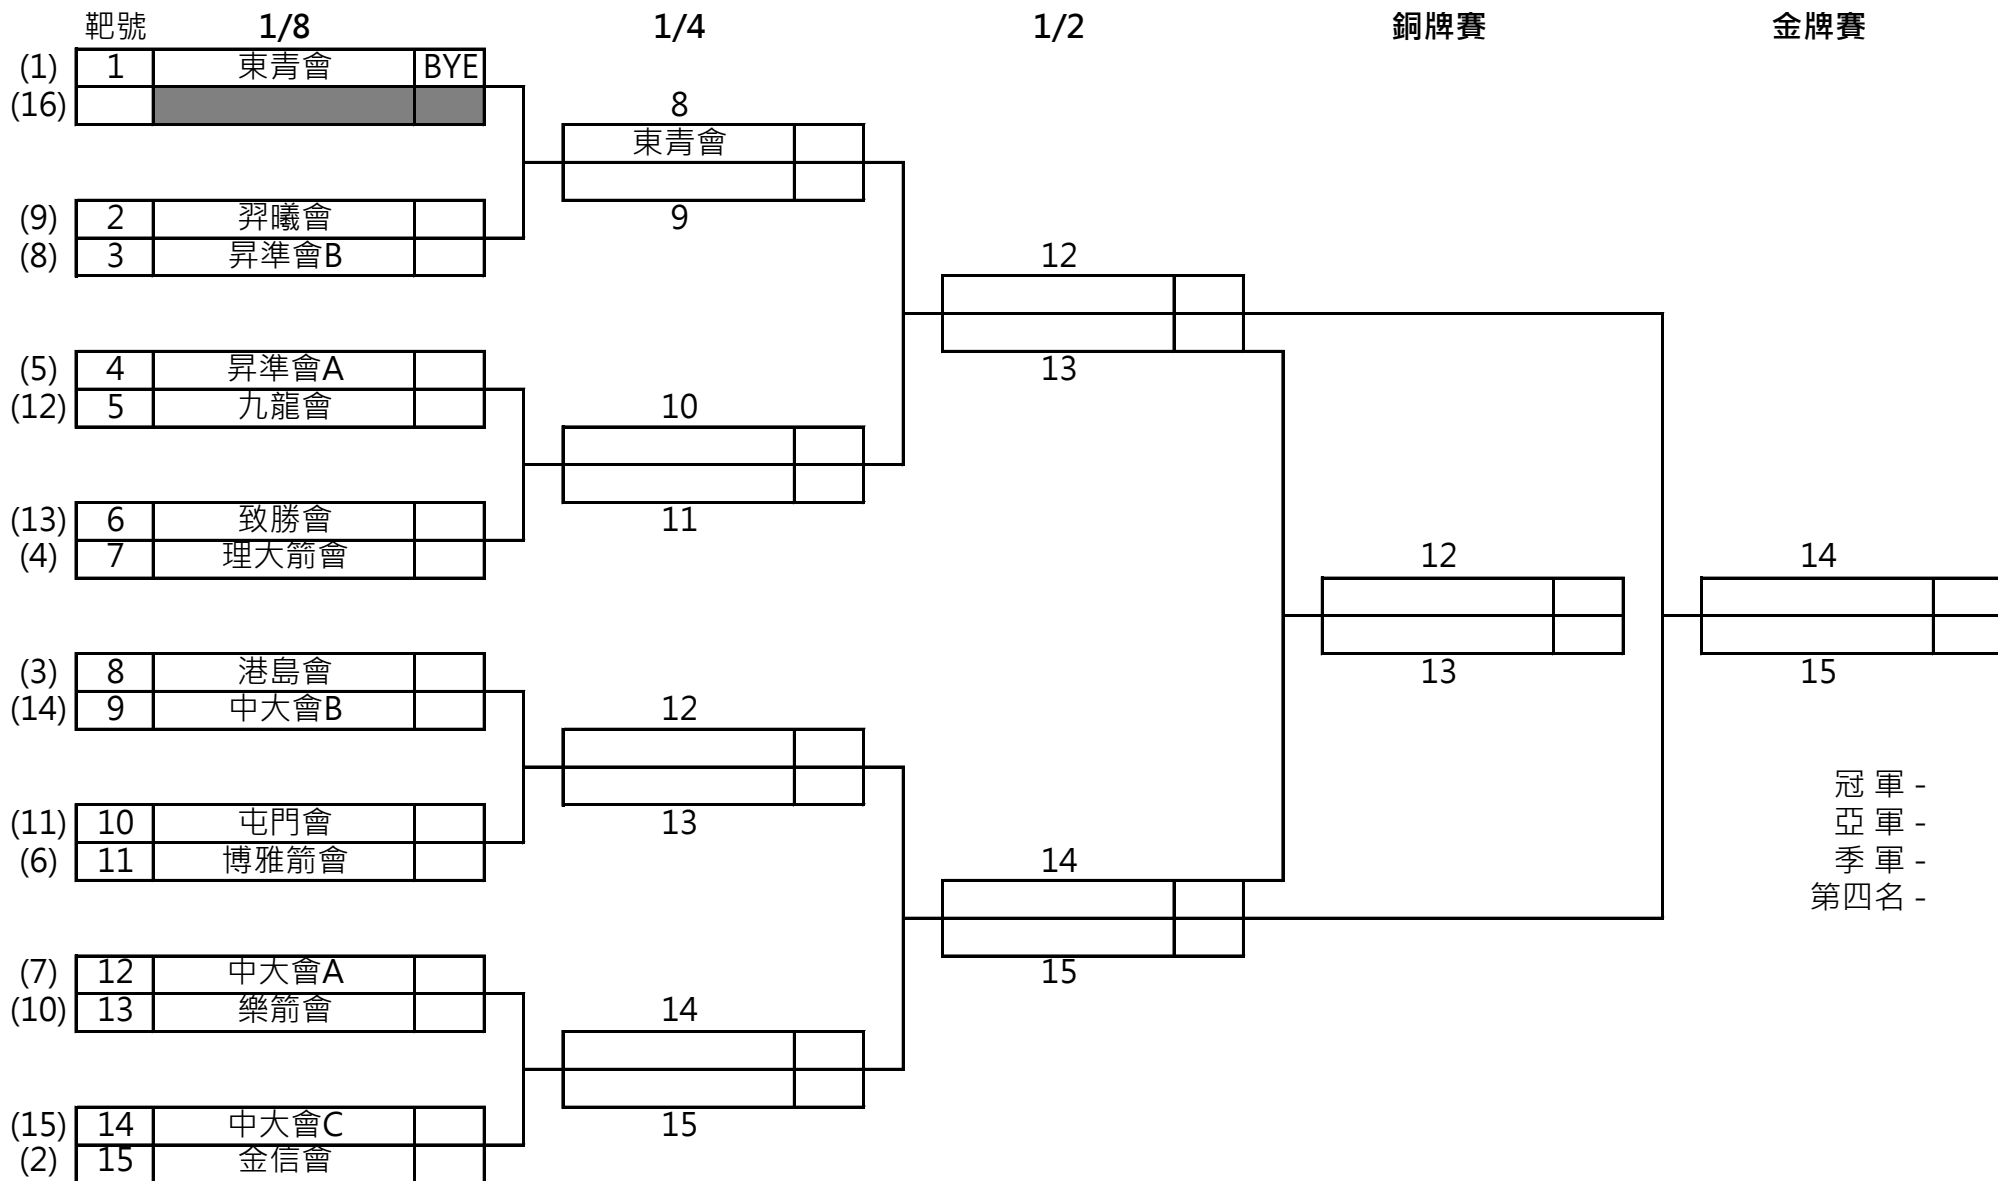 靶號 1/8 1/4 1/2 銅牌賽 金牌賽
(1) 1 東青會 BYE
(16) 8
東青會
(9) 2 羿曦會 9
(8) 3 昇準會B 12
(5) 4 昇準會A 13
(12) 5 九龍會 10
(13) 6 致勝會 11
(4) 7 理大箭會 12 14
(3) 8 港島會 13 15
(14) 9 中大會B 12
冠 軍 -
(11) 10 屯門會 13 亞 軍 -
(6) 11 博雅箭會 14 季 軍 -
第四名 -
(7) 12 中大會A 15
(10) 13 樂箭會 14
(15) 14 中大會C 15
(2) 15 金信會